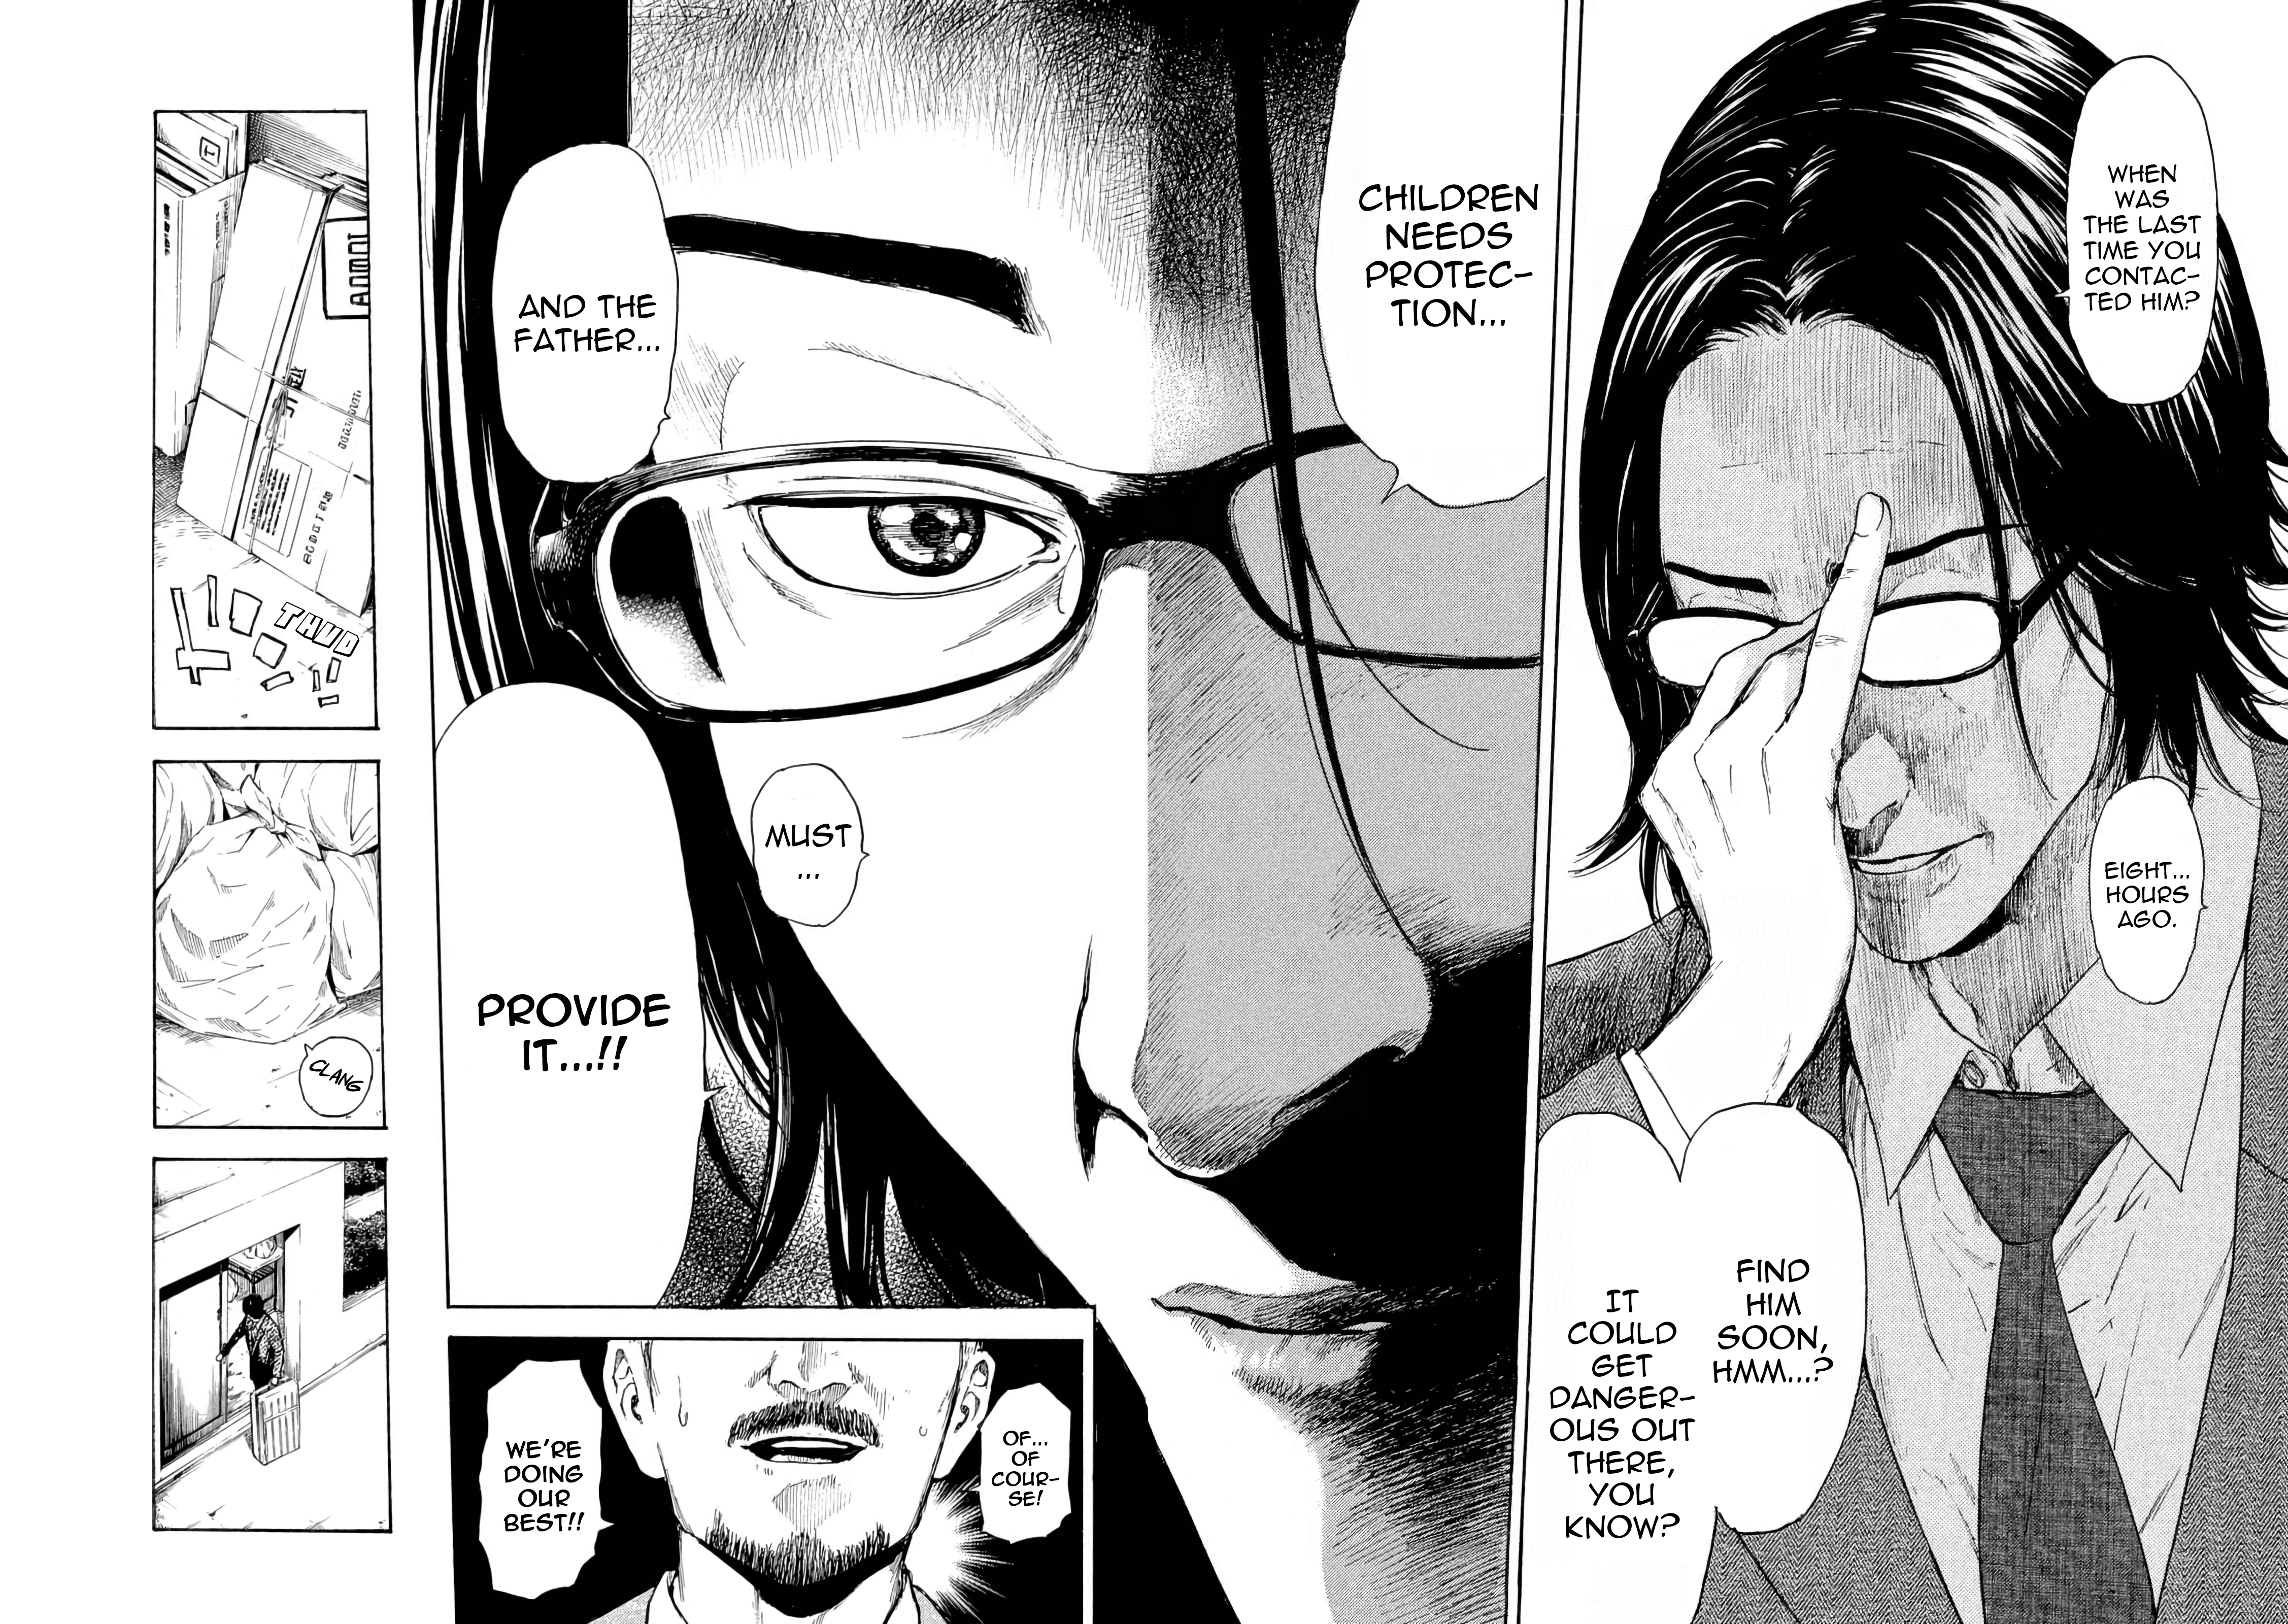 WHEN
WAS
THE LAST
TIME YOU
CONTAC-
TED HIM?
EIGHT...
HOURS
AGO.
FIND
HIM
SOON,
HMM...?
IT
COULD
GET
DANGER-
OUS OUT
THERE,
YOU
KNOW?
CHILDREN
NEEDS
PROTEC-
TION...
AND THE
FATHER...
MUST
...
PROVIDE
IT...!!
OF...
OF
COUR-
SE!
WE'RE
DOING
OUR
BEST!!
THUD
CLANG